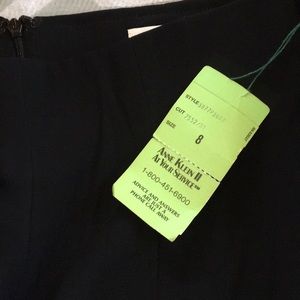 STYLE
CUT
SIZE 8
ANNE KLEIN II
AT YOUR SERVICE℠
1-800-451-6900
ADVICE AND ANSWERS
ARE JUST A
PHONE CALL AWAY